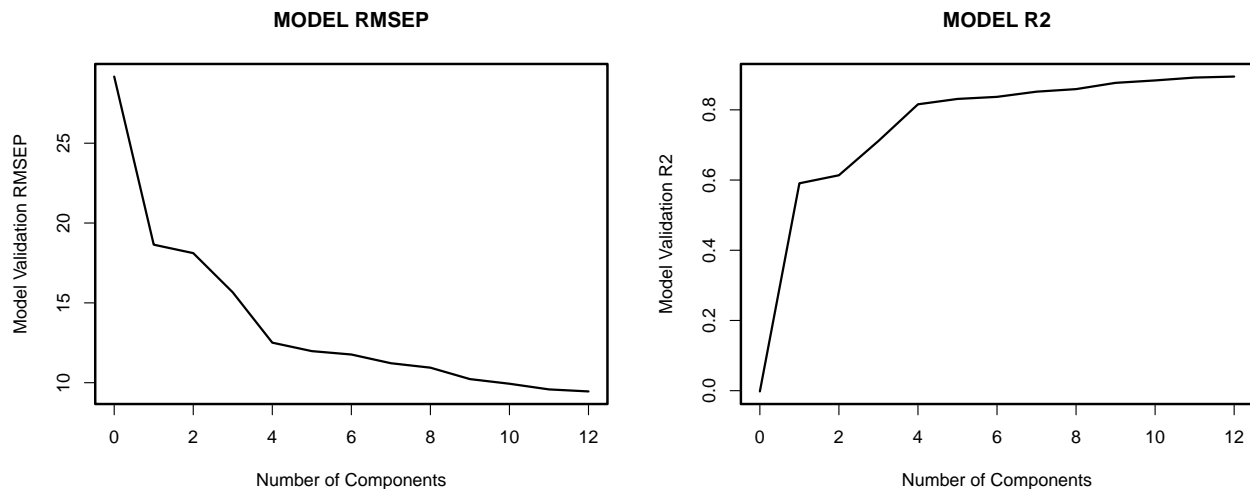 MODEL RMSEP
Model Validation RMSEP
25
20
15
10
0 2 4 6 8 10 12
Number of Components
MODEL R2
Model Validation R2
0.8
0.6
0.4
0.2
0.0
0 2 4 6 8 10 12
Number of Components